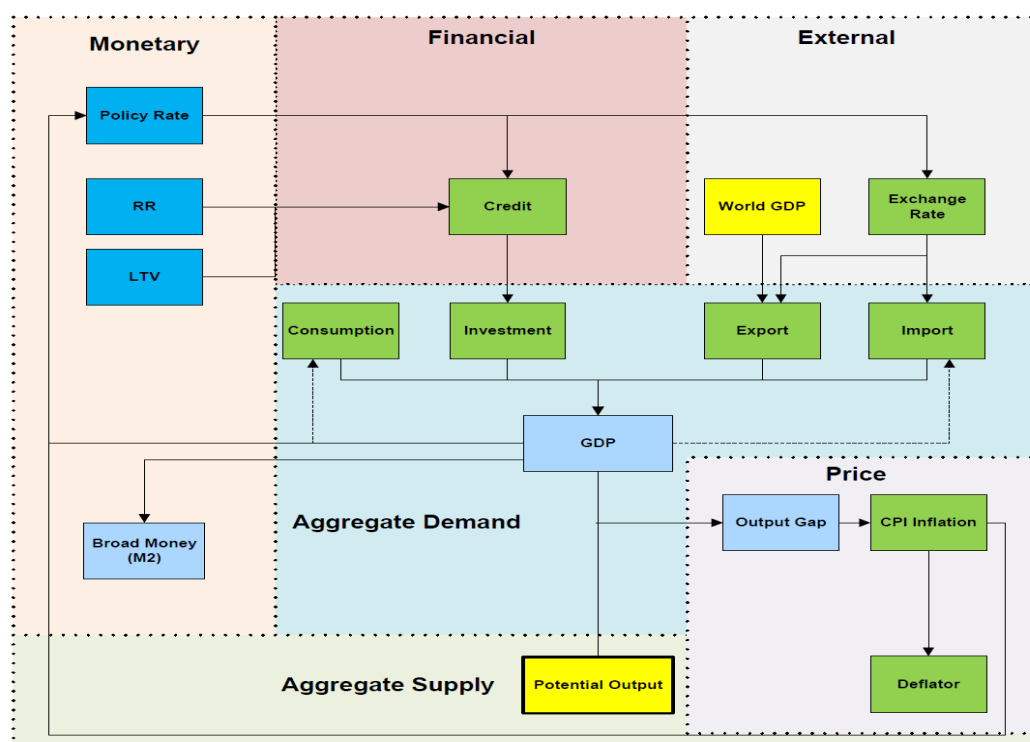 Monetary
Financial
External
Policy Rate
RR
LTV
Credit
World GDP
Exchange
Rate
Consumption
Investment
Export
Import
GDP
Price
Aggregate Demand
Output Gap
CPI Inflation
Broad Money
(M2)
Aggregate Supply
Potential Output
Deflator